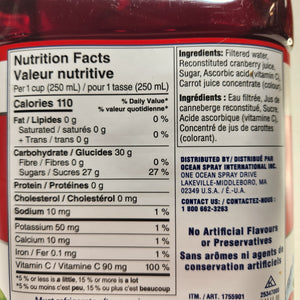 Nutrition Facts
Valeur nutritive
Per 1 cup (250 mL) / pour 1 tasse (250 mL)
Calories 110
% Daily Value*
% valeur quotidienne*
Fat / Lipides 0 g 0 %
Saturated / saturés 0 g
+ Trans / trans 0 g 0 %
Carbohydrate / Glucides 30 g
Fibre / Fibres 0 g 0 %
Sugars / Sucres 27 g 27 %
Protein / Protéines 0 g
Cholesterol / Cholestérol 0 mg
Sodium 10 mg 1 %
Potassium 50 mg 1 %
Calcium 10 mg 1 %
Iron / Fer 0.1 mg 1 %
Vitamin C / Vitamine C 90 mg 100 %
*5 % or less is a little, 15 % or more is a lot
*5 % ou moins c'est peu, 15 % ou plus c'est beaucoup
Ingredients: Filtered water,
Reconstituted cranberry juice,
Sugar, Ascorbic acid (vitamin C),
Carrot juice concentrate (colour).
Ingrédients : Eau filtrée, Jus de
canneberges reconstitué, Sucre,
Acide ascorbique (vitamine C),
Concentré de jus de carottes
(colorant).
DISTRIBUTED BY/ DISTRIBUÉ PAR
OCEAN SPRAY INTERNATIONAL INC.
ONE OCEAN SPRAY DRIVE
LAKEVILLE-MIDDLEBORO, MA
02349 U.S.A. / É.-U.A.
CONTACT US / CONTACTEZ-NOUS
1 800 662-3263
No Artificial Flavours
or Preservatives
Sans arômes ni agents de
conservation artificiels
ITM. / ART. 1755901